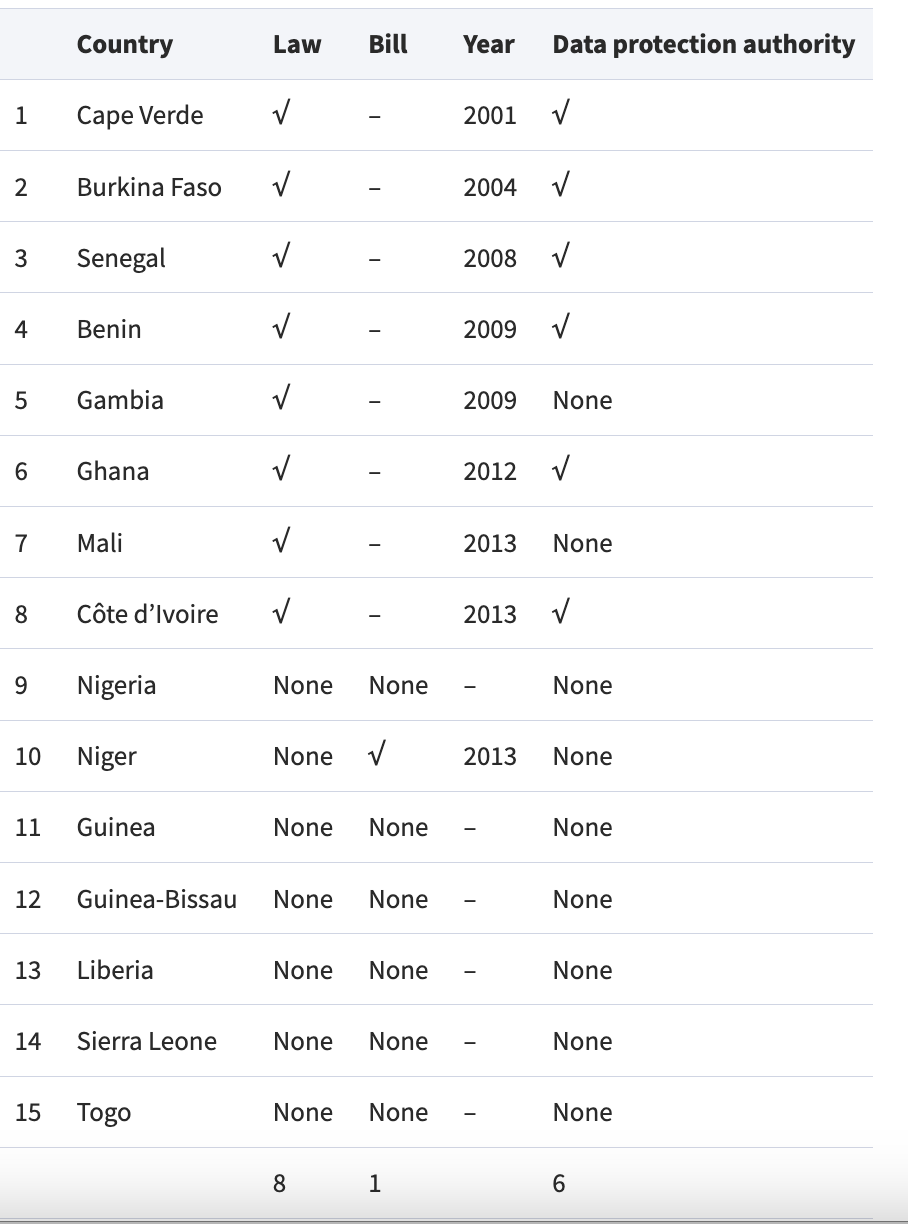 Country Law Bill Year Data protection authority
1 Cape Verde √ – 2001 √
2 Burkina Faso √ – 2004 √
3 Senegal √ – 2008 √
4 Benin √ – 2009 √
5 Gambia √ – 2009 None
6 Ghana √ – 2012 √
7 Mali √ – 2013 None
8 Côte d’Ivoire √ – 2013 √
9 Nigeria None None – None
10 Niger None √ 2013 None
11 Guinea None None – None
12 Guinea-Bissau None None – None
13 Liberia None None – None
14 Sierra Leone None None – None
15 Togo None None – None
8 1 6